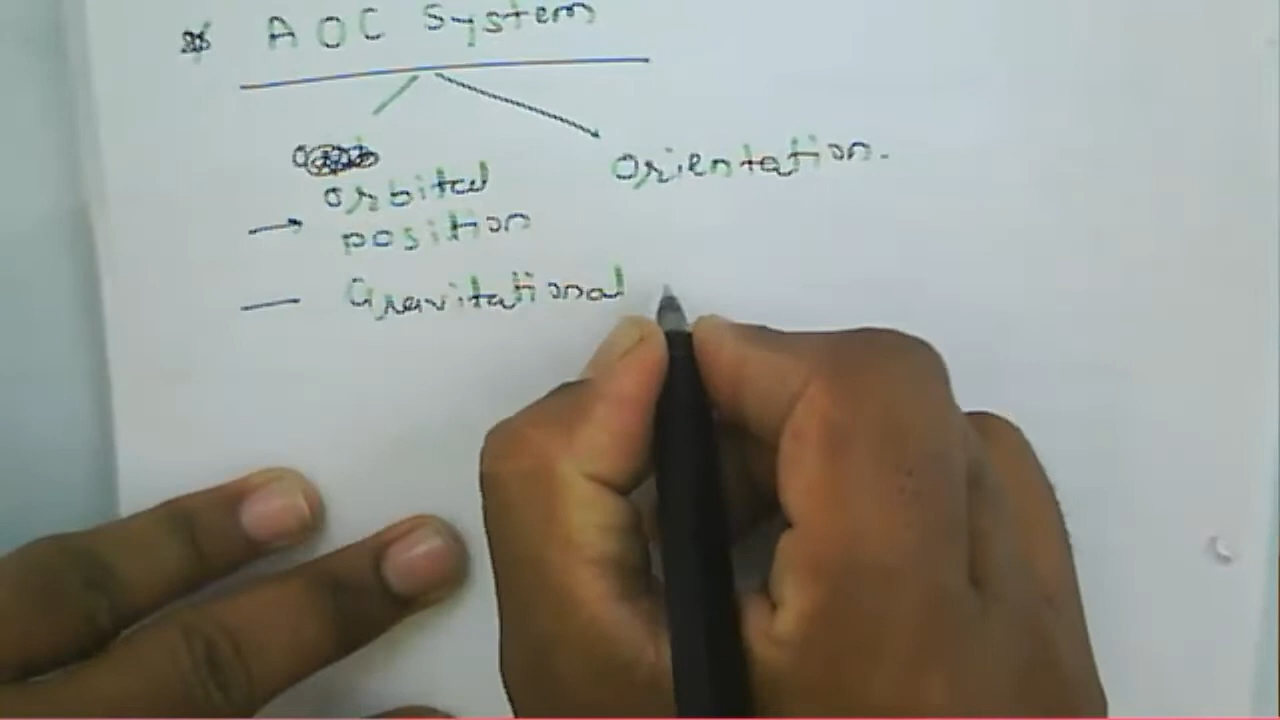 * AOC System
orbital
position
orientation.
Gravitational